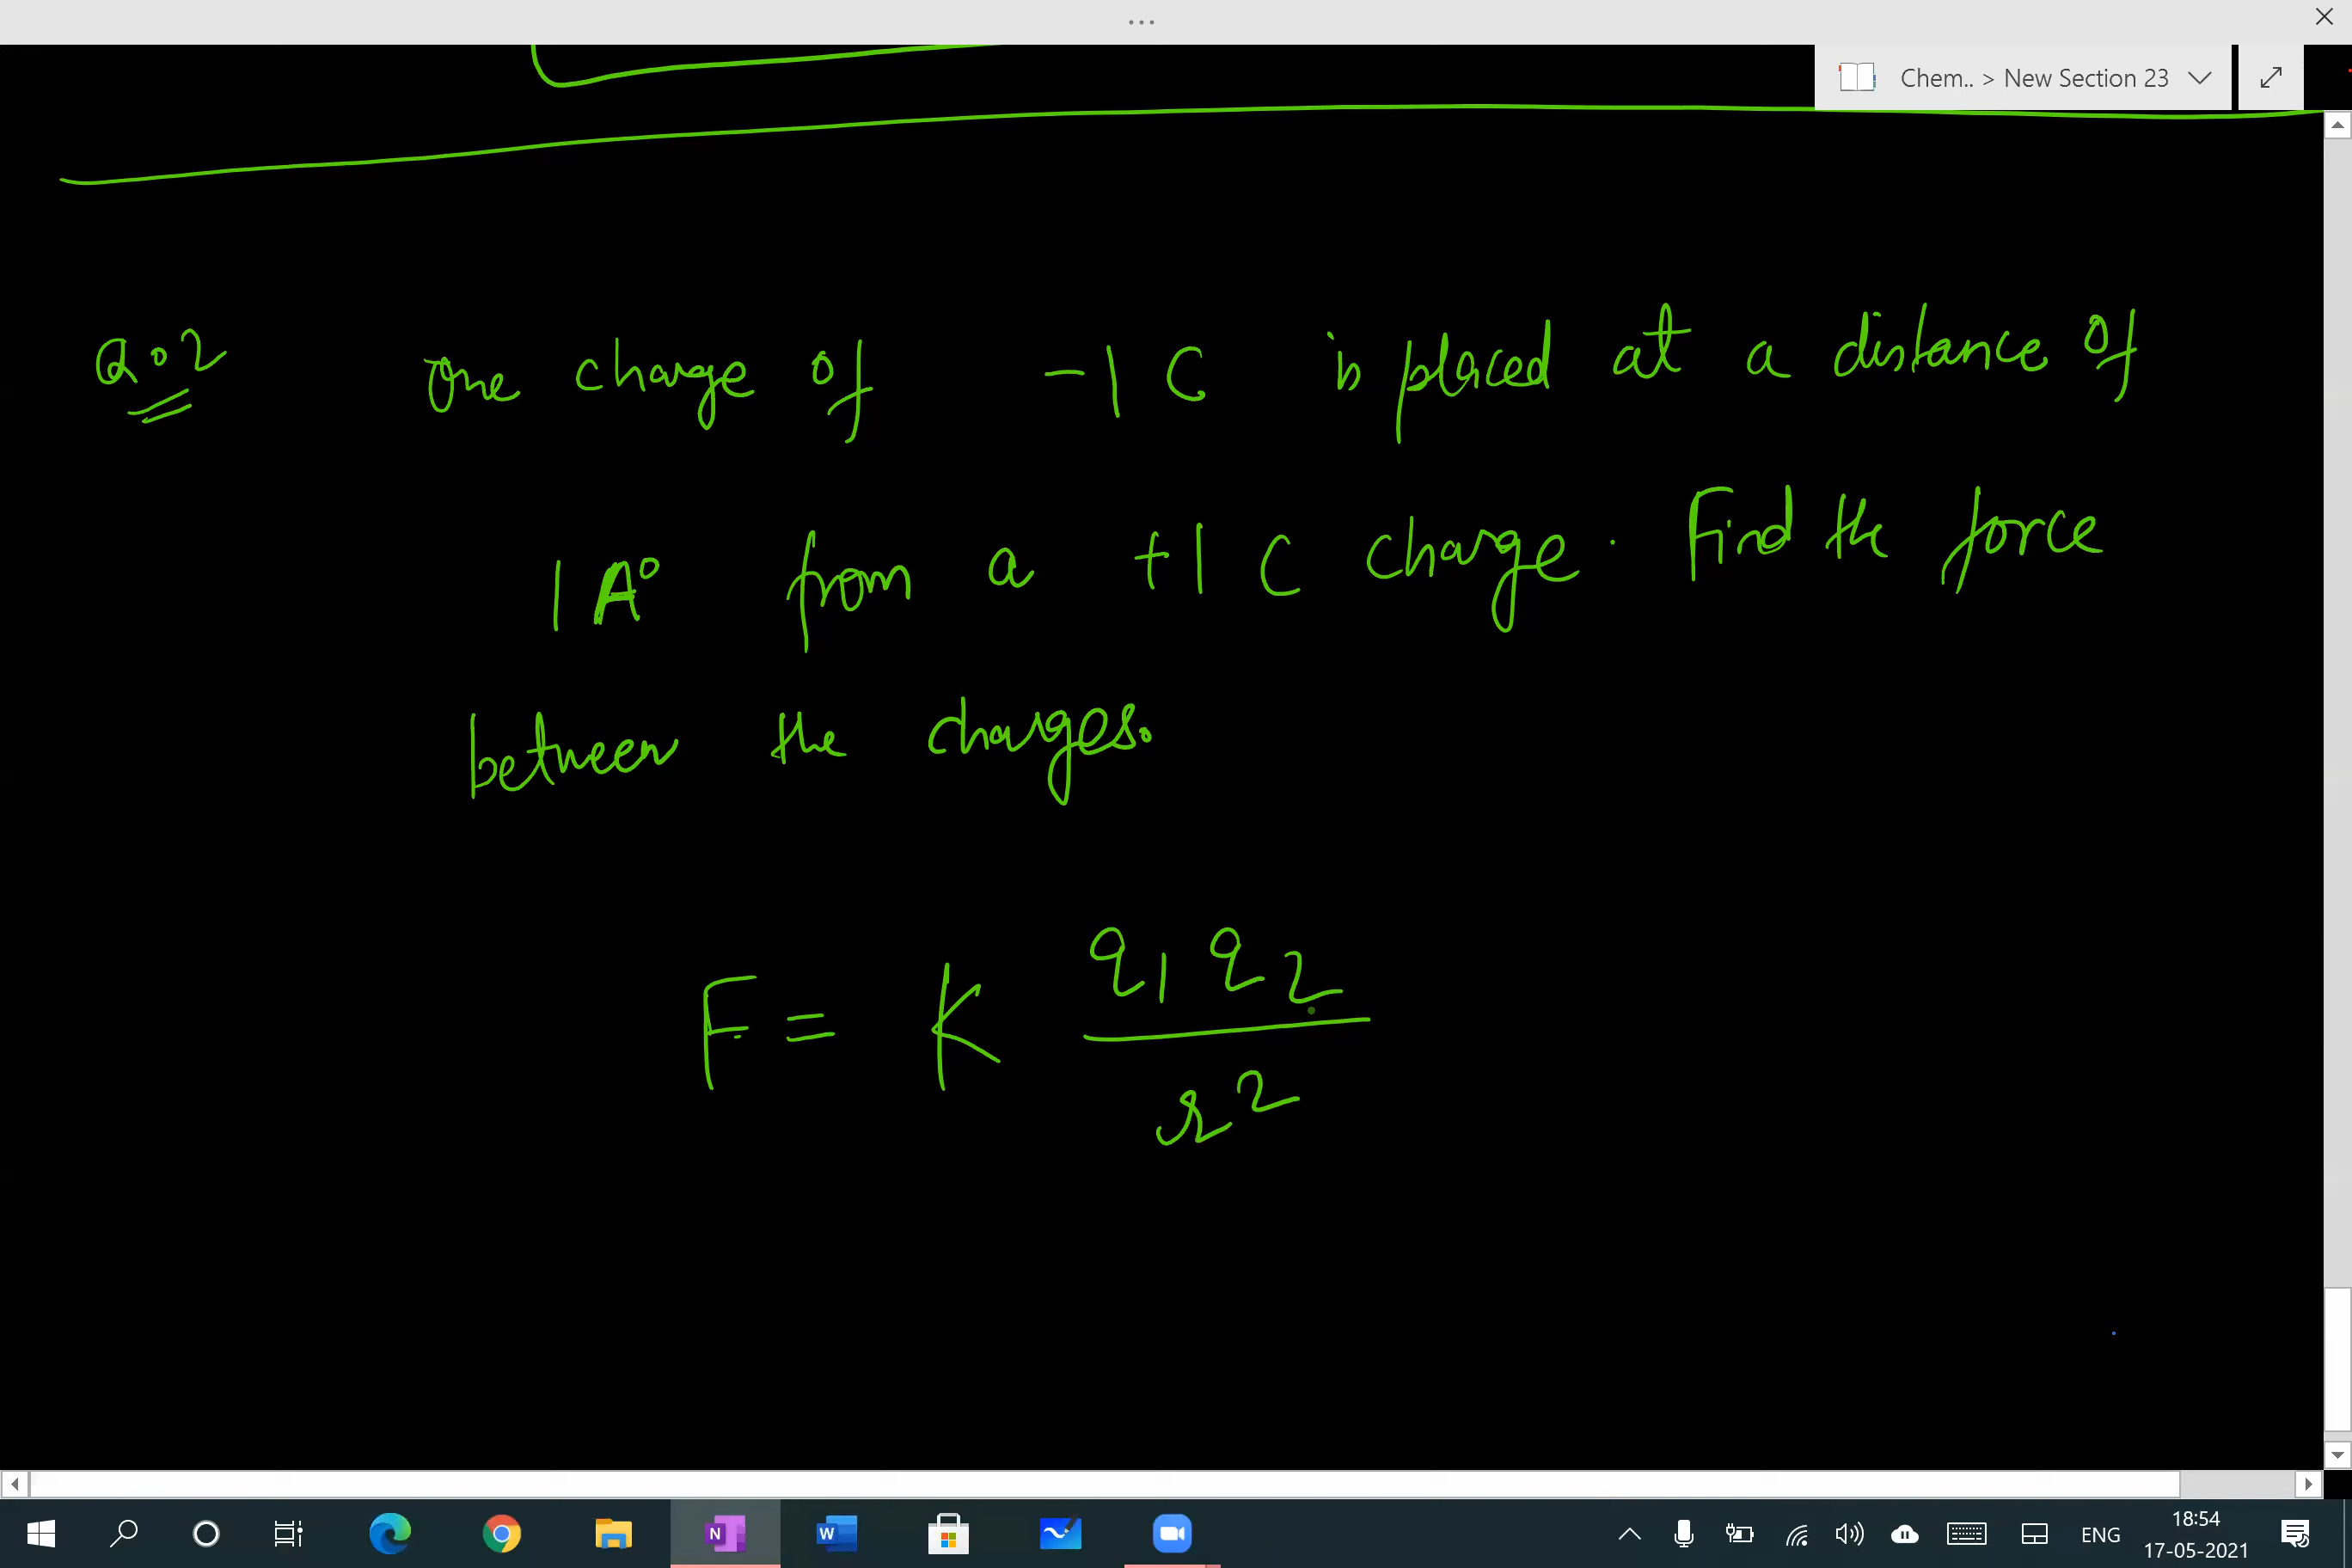 Chem.. > New Section 23
Q.2 One charge of -1 C is placed at a distance of
1 A° from a +1 C charge. Find the force
between the charges.
F = K q1 q2
r2
ENG
18:54
17-05-2021